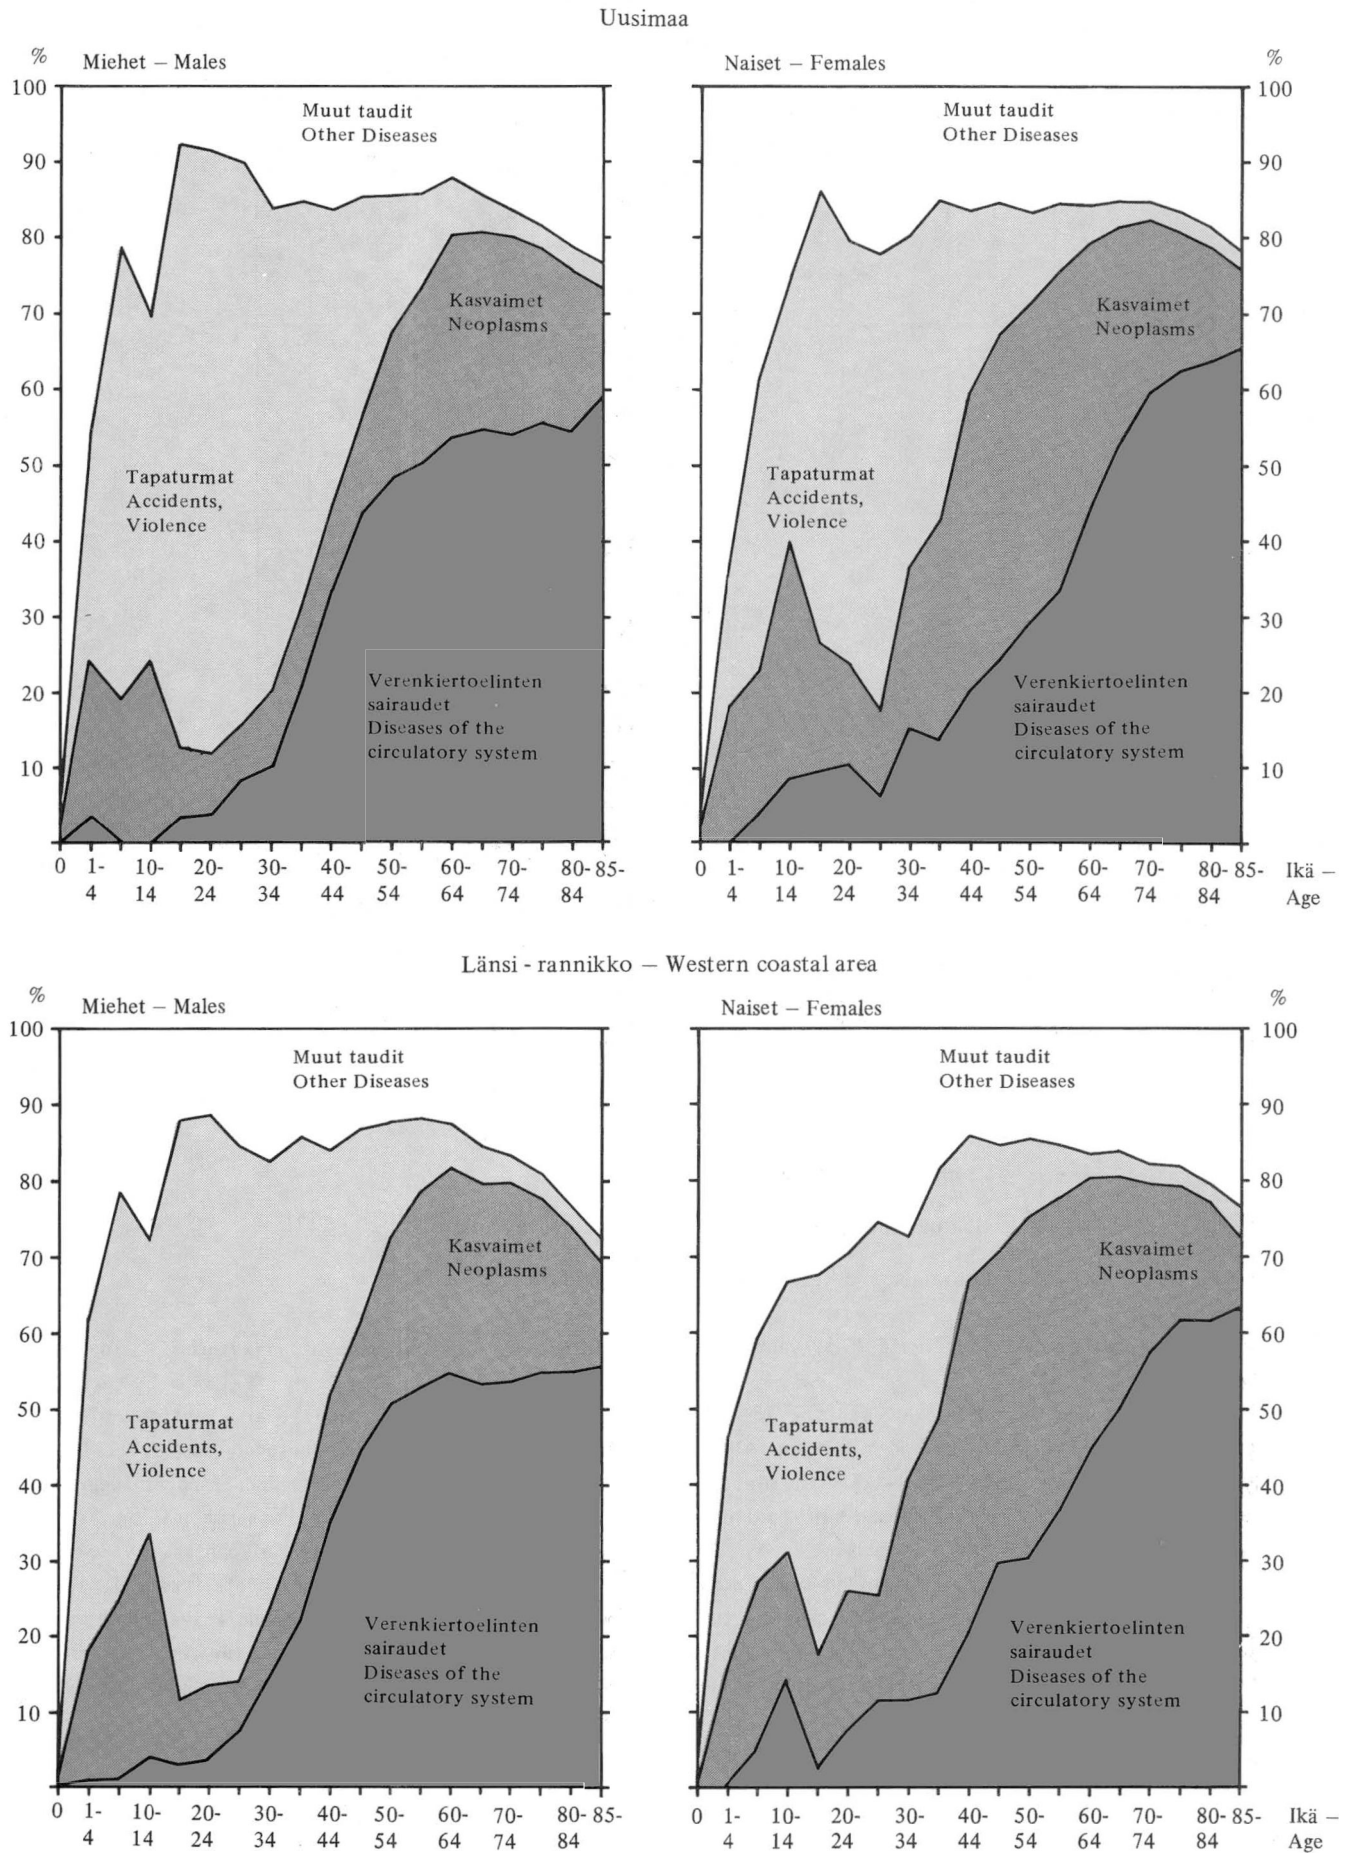 Uusimaa
%
Miehet – Males
100
90
80
70
60
50
40
30
20
10
Muut taudit
Other Diseases
Kasvaimet
Neoplasms
Tapaturmat
Accidents,
Violence
Verenkiertoelinten
sairaudet
Diseases of the
circulatory system
0 1- 10- 20- 30- 40- 50- 60- 70- 80- 85-
4 14 24 34 44 54 64 74 84
Naiset – Females
%
100
90
80
70
60
50
40
30
20
10
Muut taudit
Other Diseases
Kasvaimet
Neoplasms
Tapaturmat
Accidents,
Violence
Verenkiertoelinten
sairaudet
Diseases of the
circulatory system
0 1- 10- 20- 30- 40- 50- 60- 70- 80- 85- Ikä –
4 14 24 34 44 54 64 74 84 Age
Länsi - rannikko – Western coastal area
%
Miehet – Males
100
90
80
70
60
50
40
30
20
10
Muut taudit
Other Diseases
Kasvaimet
Neoplasms
Tapaturmat
Accidents,
Violence
Verenkiertoelinten
sairaudet
Diseases of the
circulatory system
0 1- 10- 20- 30- 40- 50- 60- 70- 80- 85-
4 14 24 34 44 54 64 74 84
Naiset – Females
%
100
90
80
70
60
50
40
30
20
10
Muut taudit
Other Diseases
Kasvaimet
Neoplasms
Tapaturmat
Accidents,
Violence
Verenkiertoelinten
sairaudet
Diseases of the
circulatory system
0 1- 10- 20- 30- 40- 50- 60- 70- 80- 85- Ikä –
4 14 24 34 44 54 64 74 84 Age